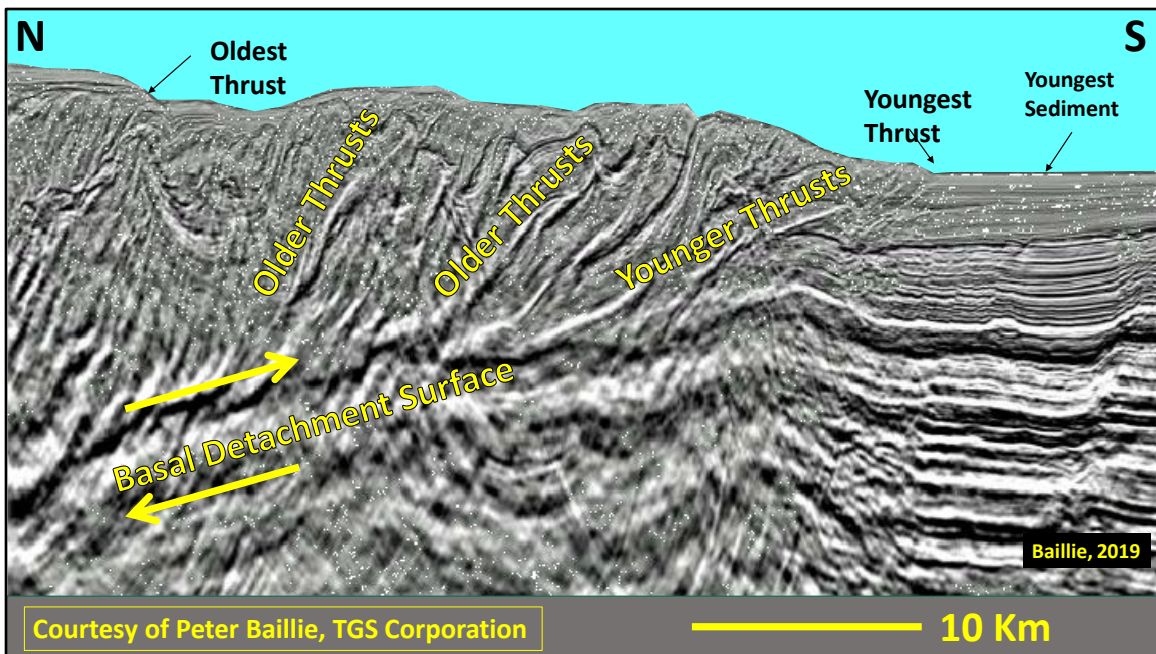 N
S
Oldest
Thrust
Youngest
Thrust
Youngest
Sediment
Older Thrusts
Older Thrusts
Younger Thrusts
Basal Detachment Surface
Baillie, 2019
Courtesy of Peter Baillie, TGS Corporation
10 Km